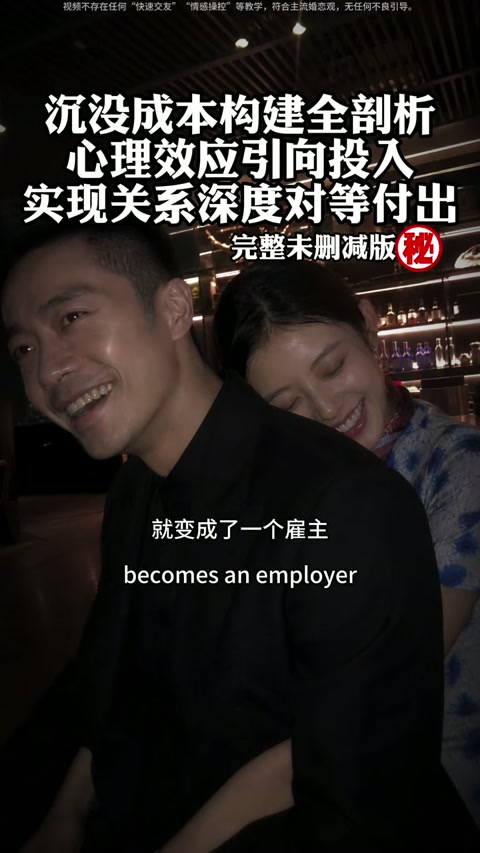 视频不存在任何“快速交友”“情感操控”等教学，符合主流婚恋观，无任何不良引导。
沉没成本构建全剖析
心理效应引向投入
实现关系深度对等付出
完整未删减版 秘
就变成了一个雇主
becomes an employer